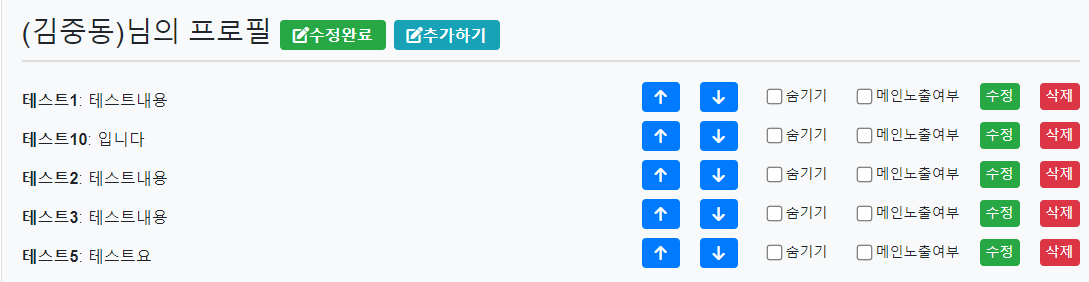 (김중동)님의 프로필 수정완료 추가하기
테스트1: 테스트내용 숨기기 메인노출여부 수정 삭제
테스트10: 입니다 숨기기 메인노출여부 수정 삭제
테스트2: 테스트내용 숨기기 메인노출여부 수정 삭제
테스트3: 테스트내용 숨기기 메인노출여부 수정 삭제
테스트5: 테스트요 숨기기 메인노출여부 수정 삭제